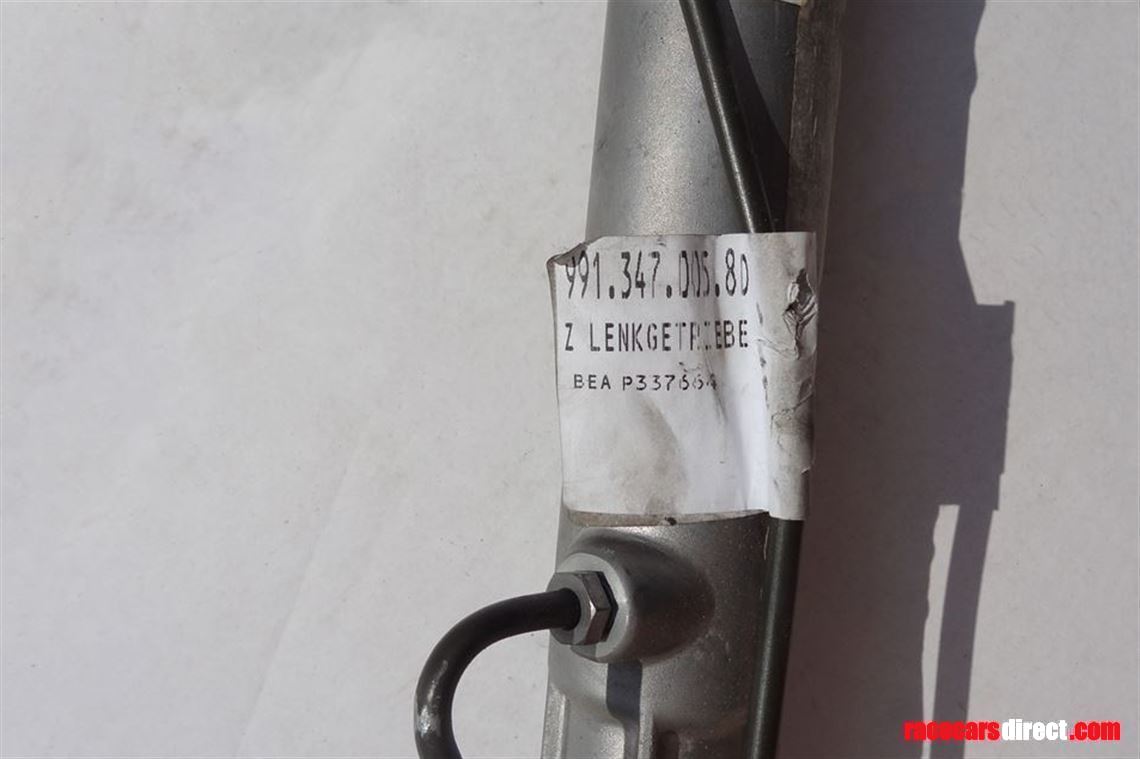 991.347.005.80
Z LENKGETRIEBE
BEA P337664
racecarsdirect.com